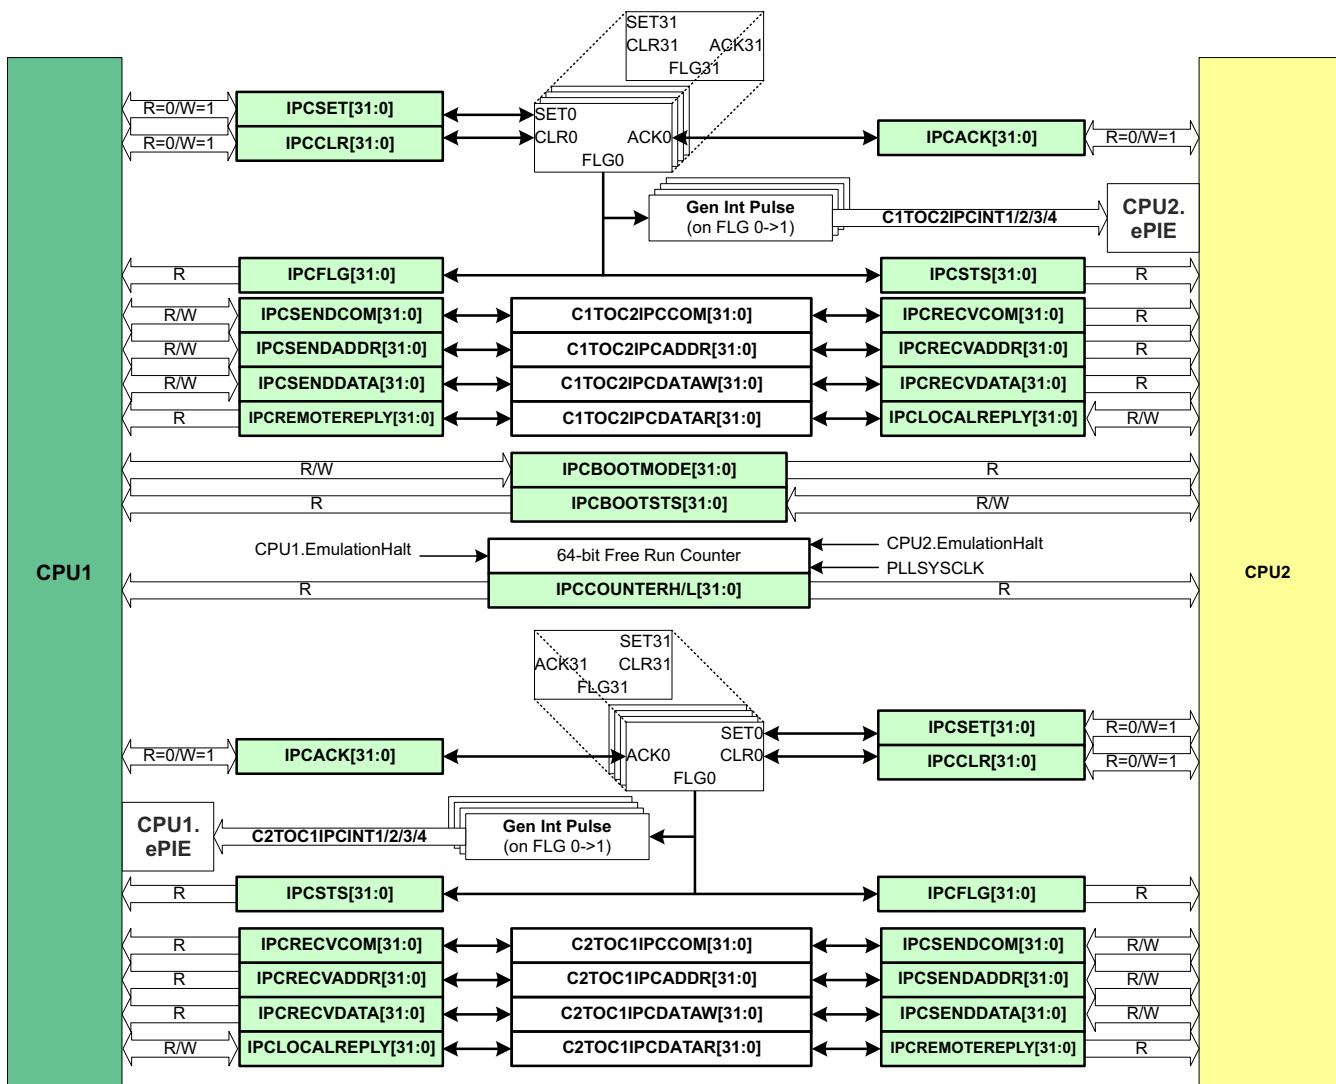 SET31
CLR31 ACK31
FLG31
R=0/W=1 IPCSET[31:0] SET0
R=0/W=1 IPCCLR[31:0] CLR0 ACK0 IPCACK[31:0] R=0/W=1
FLG0
Gen Int Pulse
(on FLG 0->1)
C1TOC2IPCINT1/2/3/4
CPU2.
ePIE
R IPCFLG[31:0] IPCSTS[31:0] R
R/W IPCSENDCOM[31:0] C1TOC2IPCCOM[31:0] IPCRECVCOM[31:0] R
R/W IPCSENDADDR[31:0] C1TOC2IPCADDR[31:0] IPCRECVADDR[31:0] R
R/W IPCSENDDATA[31:0] C1TOC2IPCDATAW[31:0] IPCRECVDATA[31:0] R
R IPCREMOTEREPLY[31:0] C1TOC2IPCDATAR[31:0] IPCLOCALREPLY[31:0] R/W
R/W IPCBOOTMODE[31:0] R
R IPCBOOTSTS[31:0] R/W
CPU1.EmulationHalt 64-bit Free Run Counter CPU2.EmulationHalt
PLLSYSCLK
CPU1 CPU2
R IPCCOUNTERH/L[31:0] R
SET31
ACK31 CLR31
FLG31
SET0 IPCSET[31:0] R=0/W=1
R=0/W=1 IPCACK[31:0] ACK0 CLR0 IPCCLR[31:0] R=0/W=1
FLG0
CPU1.
ePIE
C2TOC1IPCINT1/2/3/4
Gen Int Pulse
(on FLG 0->1)
R IPCSTS[31:0] IPCFLG[31:0] R
R IPCRECVCOM[31:0] C2TOC1IPCCOM[31:0] IPCSENDCOM[31:0] R/W
R IPCRECVADDR[31:0] C2TOC1IPCADDR[31:0] IPCSENDADDR[31:0] R/W
R IPCRECVDATA[31:0] C2TOC1IPCDATAW[31:0] IPCSENDDATA[31:0] R/W
R/W IPCLOCALREPLY[31:0] C2TOC1IPCDATAR[31:0] IPCREMOTEREPLY[31:0] R